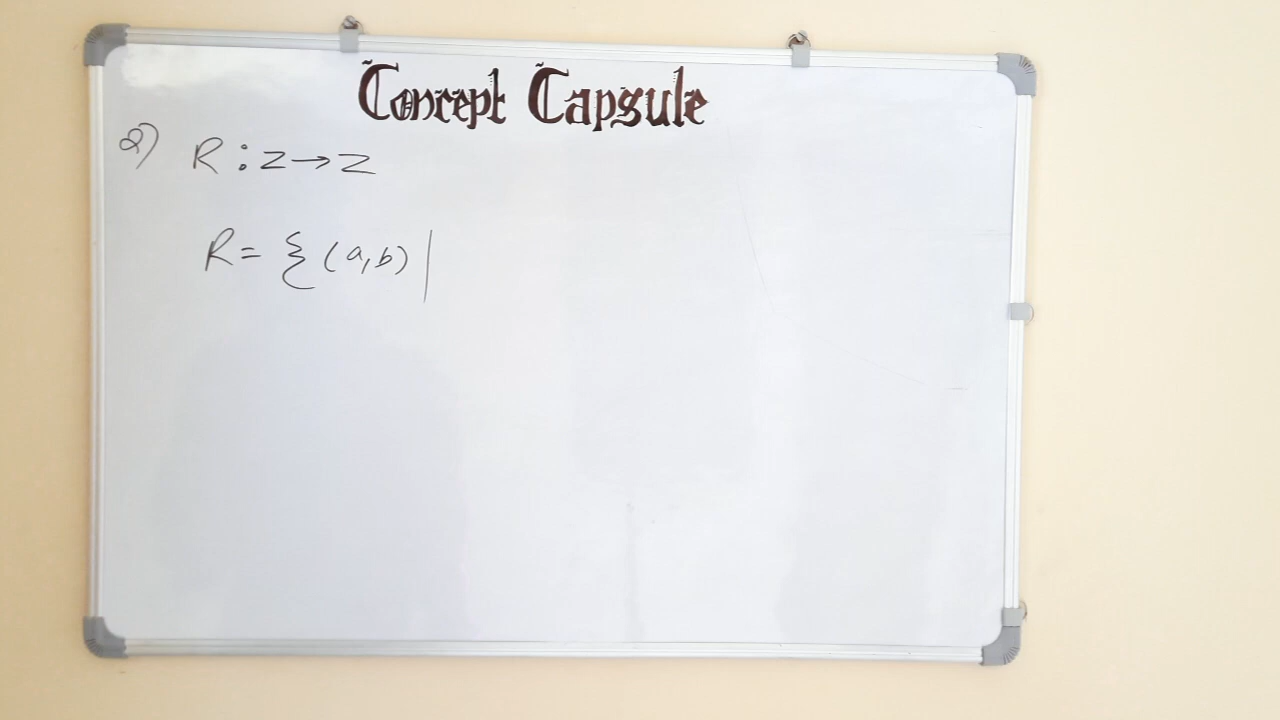 Concept Capsule
2) R : Z → Z
R = { (a,b) |